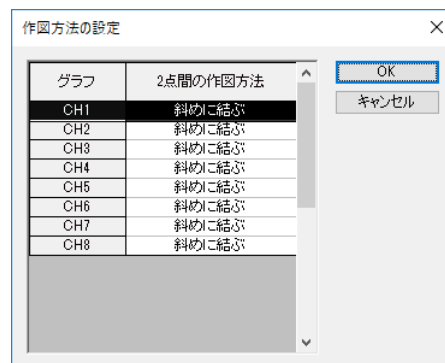 作図方法の設定
グラフ 2点間の作図方法
CH1 斜めに結ぶ
CH2 斜めに結ぶ
CH3 斜めに結ぶ
CH4 斜めに結ぶ
CH5 斜めに結ぶ
CH6 斜めに結ぶ
CH7 斜めに結ぶ
CH8 斜めに結ぶ
OK
キャンセル